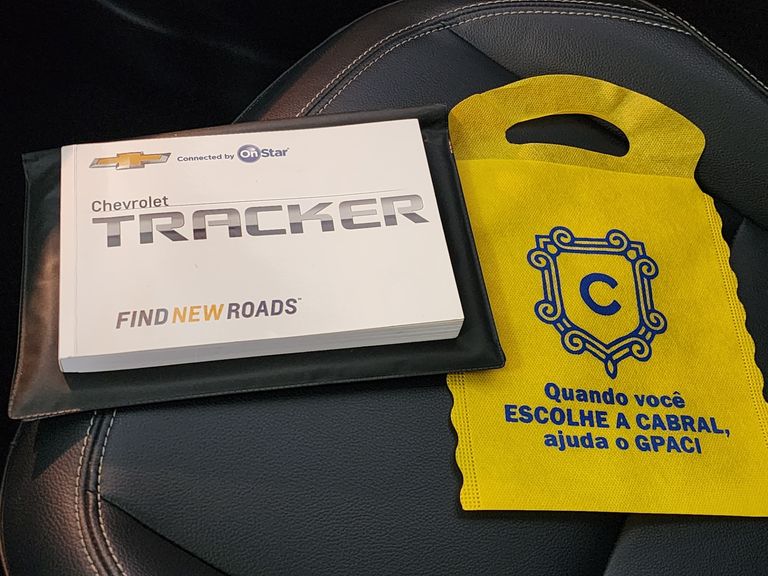 Connected by OnStar
Chevrolet
TRACKER
FIND NEW ROADS™
C
Quando você
ESCOLHE A CABRAL,
ajuda o GPACI